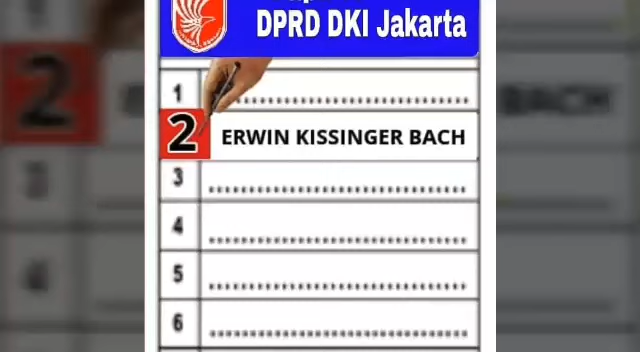 DPRD DKI Jakarta
1 ................................
2 ERWIN KISSINGER BACH
3 ................................
4 ................................
5 ................................
6 ................................